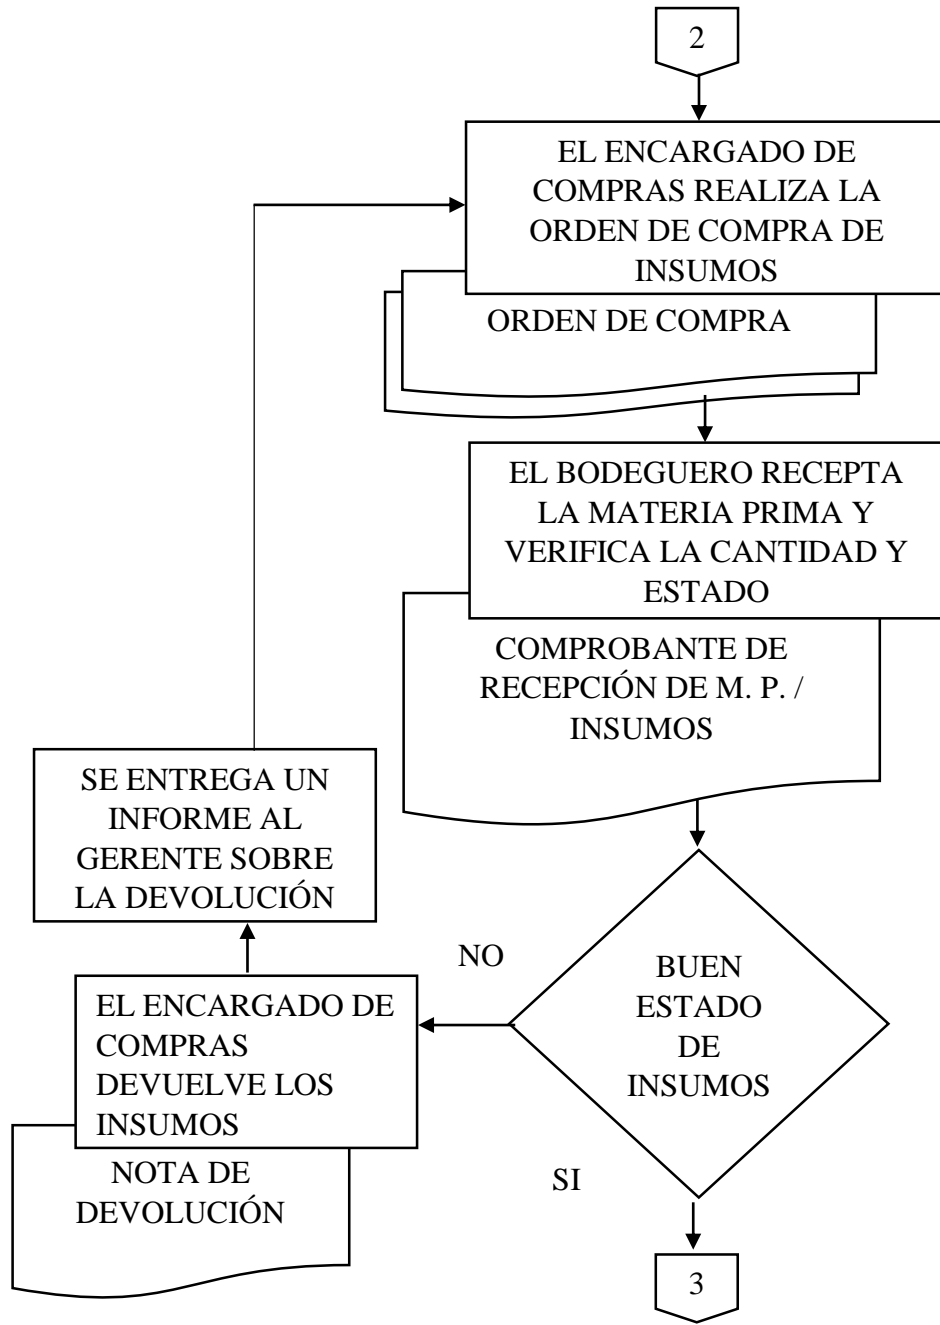 2
EL ENCARGADO DE
COMPRAS REALIZA LA
ORDEN DE COMPRA DE
INSUMOS
ORDEN DE COMPRA
EL BODEGUERO RECEPTA
LA MATERIA PRIMA Y
VERIFICA LA CANTIDAD Y
ESTADO
COMPROBANTE DE
RECEPCIÓN DE M. P. /
INSUMOS
SE ENTREGA UN
INFORME AL
GERENTE SOBRE
LA DEVOLUCIÓN
NO
BUEN
ESTADO
DE
INSUMOS
EL ENCARGADO DE
COMPRAS
DEVUELVE LOS
INSUMOS
NOTA DE
DEVOLUCIÓN
SI
3